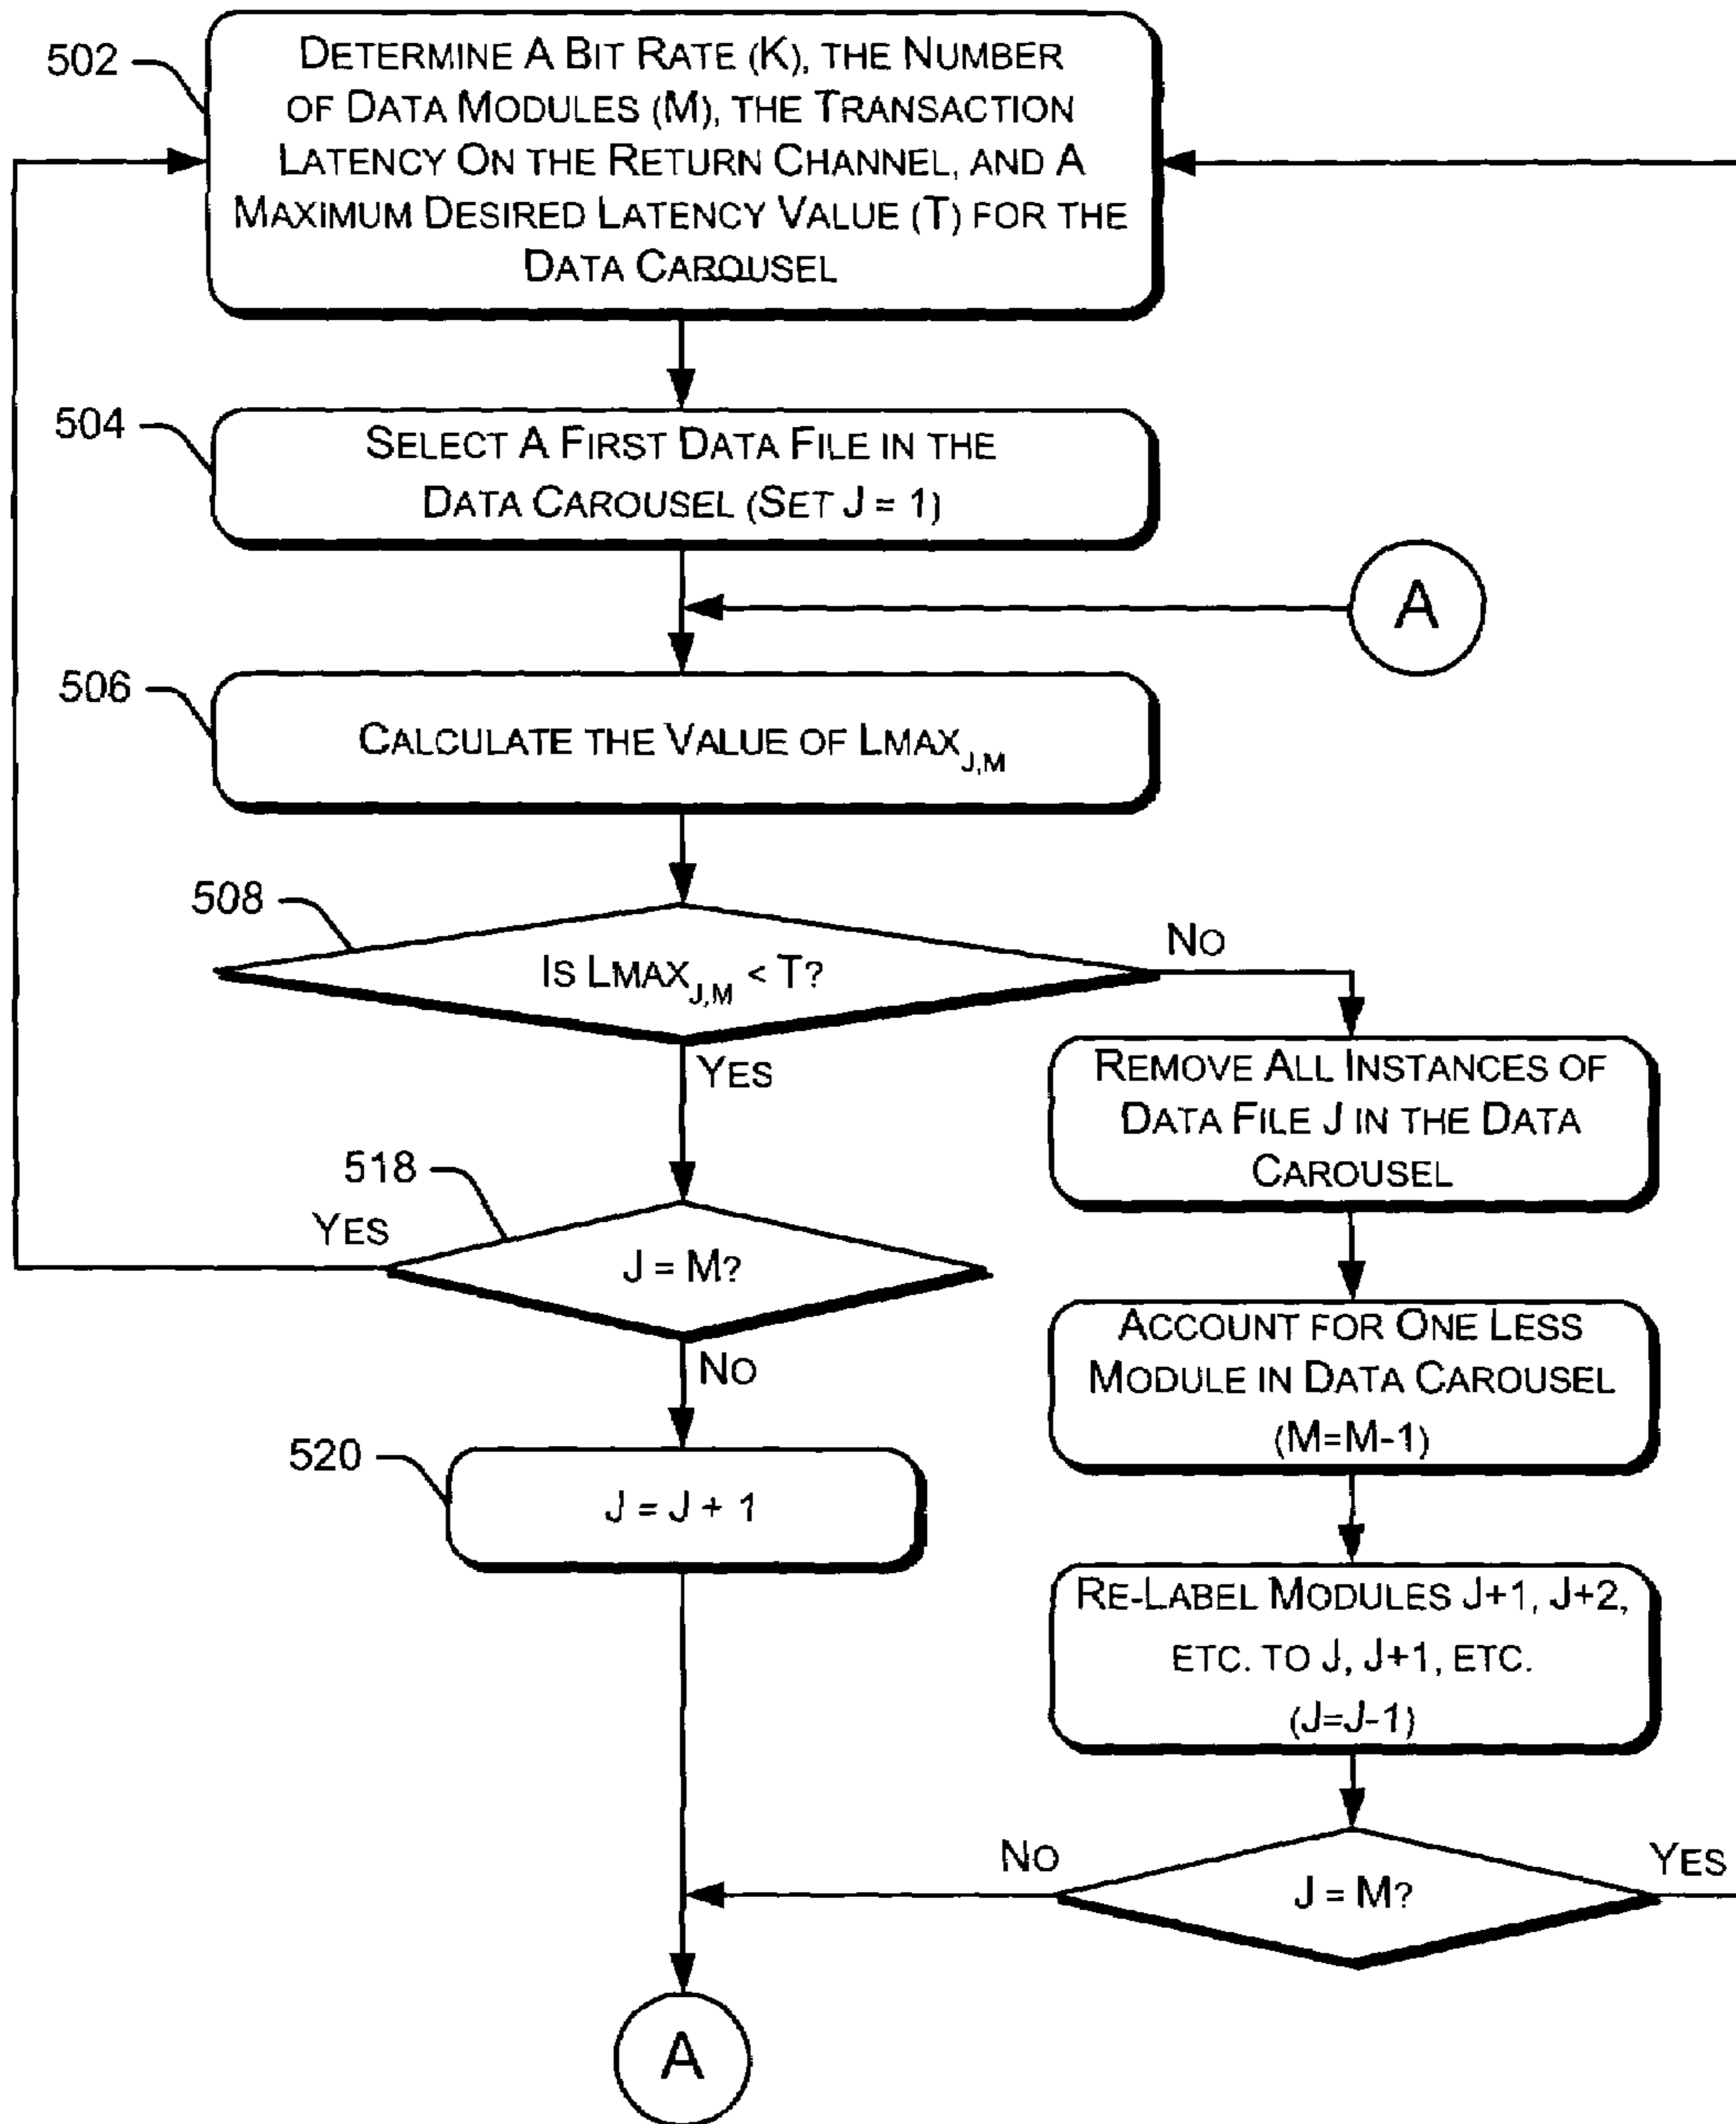 502
DETERMINE A BIT RATE (K), THE NUMBER
OF DATA MODULES (M), THE TRANSACTION
LATENCY ON THE RETURN CHANNEL, AND A
MAXIMUM DESIRED LATENCY VALUE (T) FOR THE
DATA CAROUSEL
504
SELECT A FIRST DATA FILE IN THE
DATA CAROUSEL (SET J = 1)
A
506
CALCULATE THE VALUE OF LMAX J,M
508
IS LMAX J,M < T?
NO
YES
REMOVE ALL INSTANCES OF
DATA FILE J IN THE DATA
CAROUSEL
518
YES
J = M?
NO
ACCOUNT FOR ONE LESS
MODULE IN DATA CAROUSEL
(M=M-1)
520
J = J + 1
RE-LABEL MODULES J+1, J+2,
ETC. TO J, J+1, ETC.
(J=J-1)
NO
J = M?
YES
A